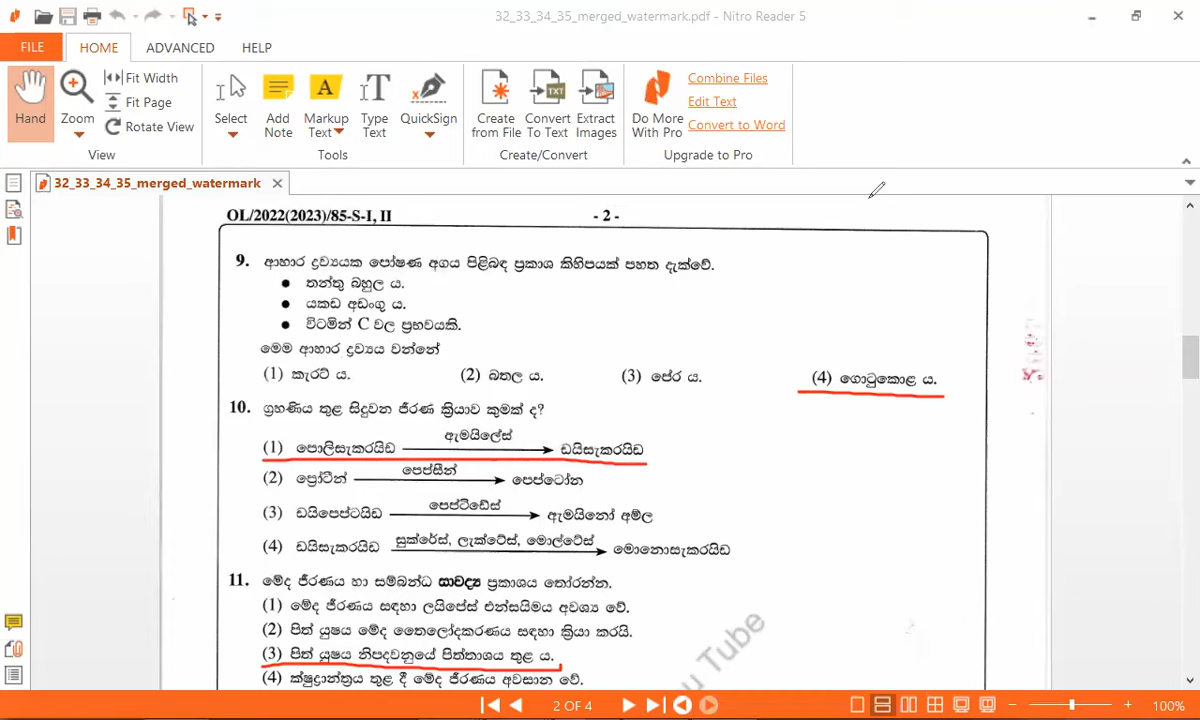 32_33_34_35_merged_watermark.pdf - Nitro Reader 5
FILE HOME ADVANCED HELP
Hand
Zoom
Fit Width
Fit Page
Rotate View
View
Select
Add Note
Markup Text
Type Text
QuickSign
Tools
Create from File
Convert To Text
Extract Images
Create/Convert
Do More With Pro
Combine Files
Edit Text
Convert to Word
Upgrade to Pro
32_33_34_35_merged_watermark
OL/2022(2023)/85-S-I, II - 2 -
9. ආහාර ද්‍රව්‍යයක පෝෂණ අගය පිළිබඳ ප්‍රකාශ කිහිපයක් පහත දැක්වේ.
● තන්තු බහුල ය.
● යකඩ අඩංගු ය.
● විටමින් C වල ප්‍රභවයකි.
මෙම ආහාර ද්‍රව්‍යය වන්නේ
(1) කැරට් ය. (2) බතල ය. (3) පේර ය. (4) ගොටුකොළ ය.
10. ග්‍රහණිය තුළ සිදුවන ජීරණ ක්‍රියාව කුමක් ද?
ඇමයිලේස්
(1) පොලිසැකරයිඩ ⟶ ඩයිසැකරයිඩ
පෙප්සීන්
(2) ප්‍රෝටීන් ⟶ පෙප්ටෝන
පෙප්ටිඩේස්
(3) ඩයිපෙප්ටයිඩ ⟶ ඇමයිනෝ අම්ල
සුක්රේස්, ලැක්ටේස්, මොල්ටේස්
(4) ඩයිසැකරයිඩ ⟶ මොනොසැකරයිඩ
11. මේද ජීරණය හා සම්බන්ධ සාවද්‍ය ප්‍රකාශය තෝරන්න.
(1) මේද ජීරණය සඳහා ලයිපේස් එන්සයිමය අවශ්‍ය වේ.
(2) පිත් යුෂය මේද තෛලෝදකරණය සඳහා ක්‍රියා කරයි.
(3) පිත් යුෂය නිපදවනුයේ පිත්තාශය තුළ ය.
(4) ක්ෂුද්‍රාන්ත්‍රය තුළ දී මේද ජීරණය අවසාන වේ.
u Tube
2 OF 4
100%